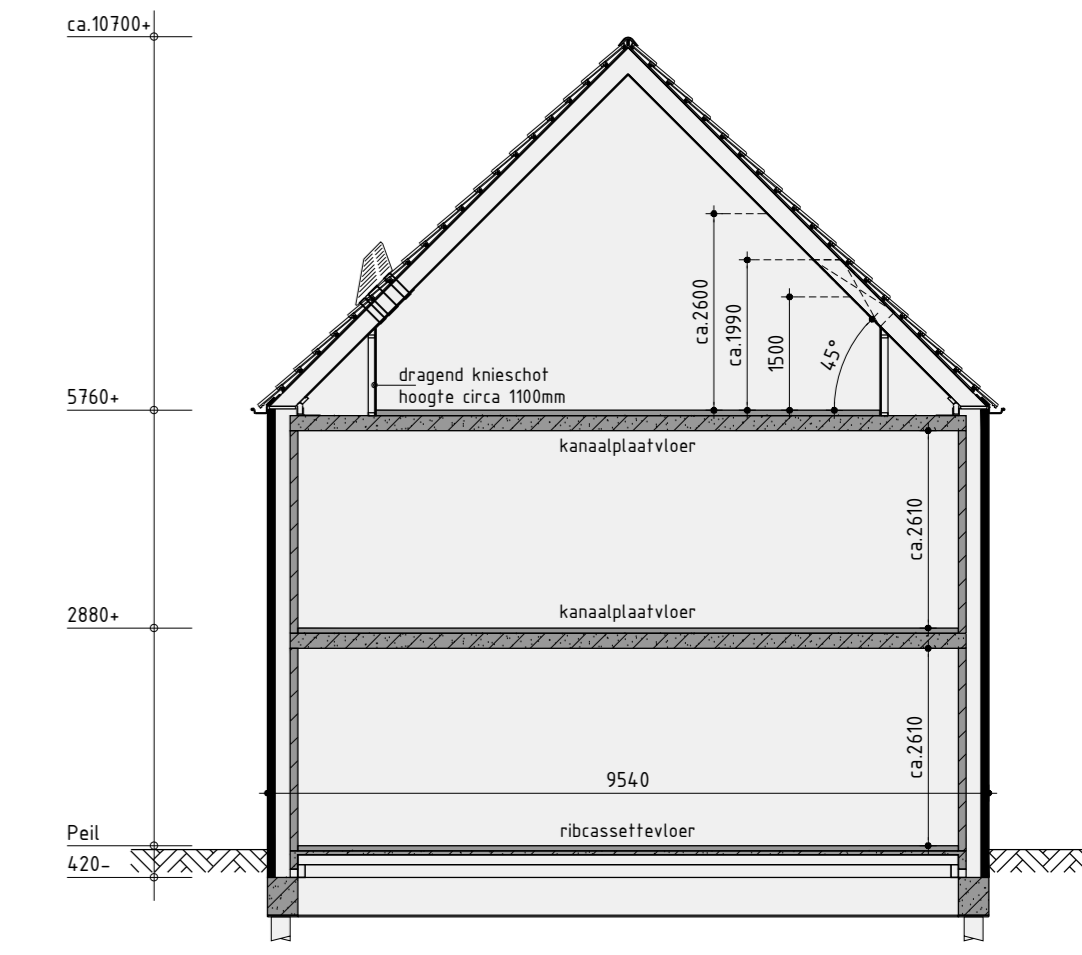 ca.10700+
ca.2600
ca.1990
1500
45°
dragend knieschot
hoogte circa 1100mm
5760+
kanaalplaatvloer
ca.2610
kanaalplaatvloer
2880+
ca.2610
9540
ribcassettevloer
Peil
420-